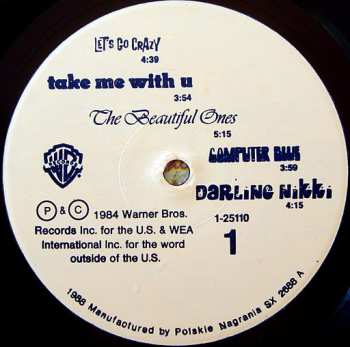 LET'S GO CRAZY
4:39
take me with u
3:54
The Beautiful Ones
5:15
COMPUTER BLUE
3:59
DARLING NIKKI
4:15
P & C 1984 Warner Bros.
1-25110
Records Inc. for the U.S. & WEA
International Inc. for the word
outside of the U.S.
1
1988 Manufactured by Polskie Nagrania SX 2688 A